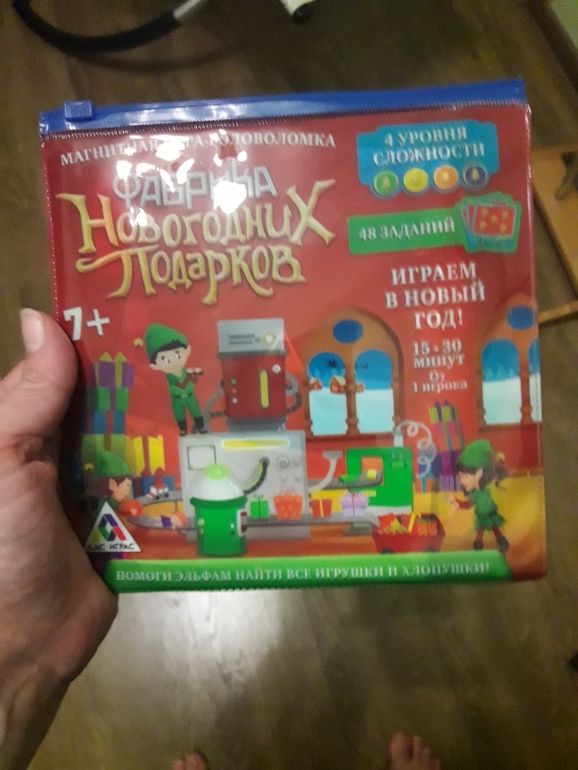 МАГНИТНАЯ ИГРА-ГОЛОВОЛОМКА
ФАБРИКА
НОВОГОДНИХ
ПОДАРКОВ
4 УРОВНЯ
СЛОЖНОСТИ
48 ЗАДАНИЙ
ИГРАЕМ
В НОВЫЙ
ГОД!
15-30
МИНУТ
От
1 игрока
7+
ЛАС ИГРАС
ПОМОГИ ЭЛЬФАМ НАЙТИ ВСЕ ИГРУШКИ И ХЛОПУШКИ!